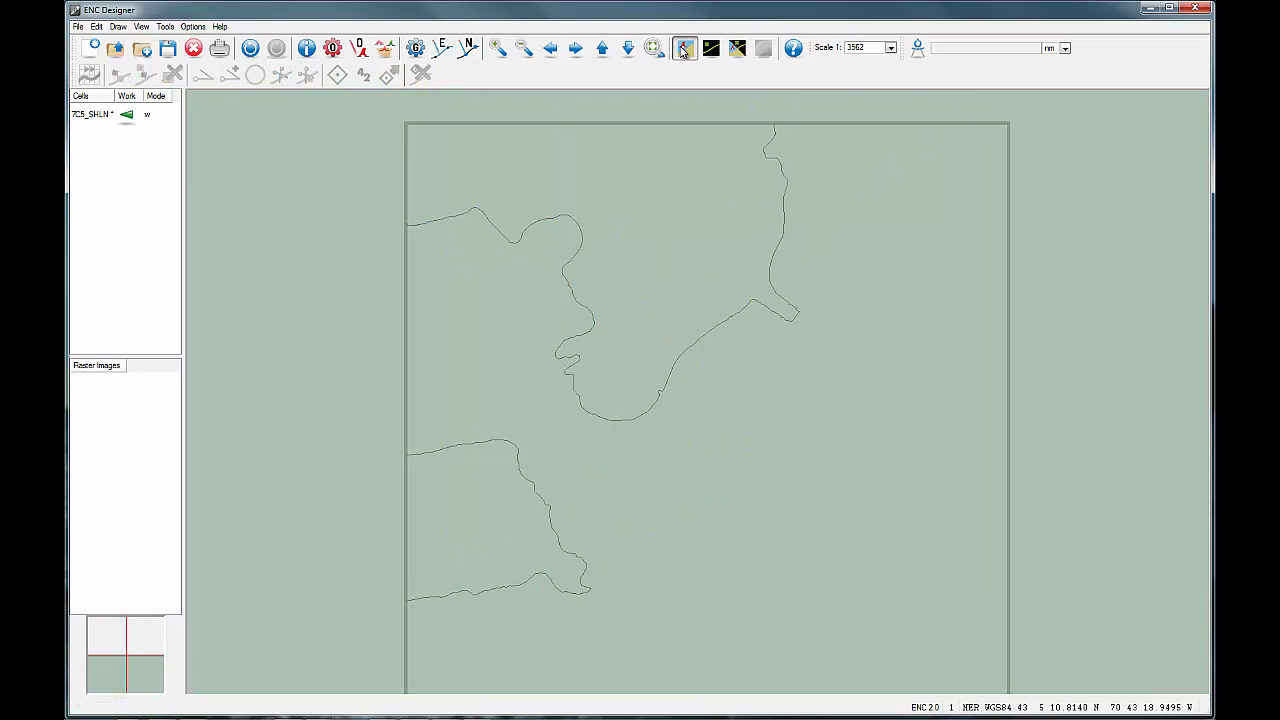 ENC Designer
File Edit Draw View Tools Options Help
Scale 1: 3562 nm
Cells Work Mode
7C5_SHLN * w
Raster Images
ENC 2.0 1 MER WGS84 43 5 10.8140 N 70 43 18.9495 W